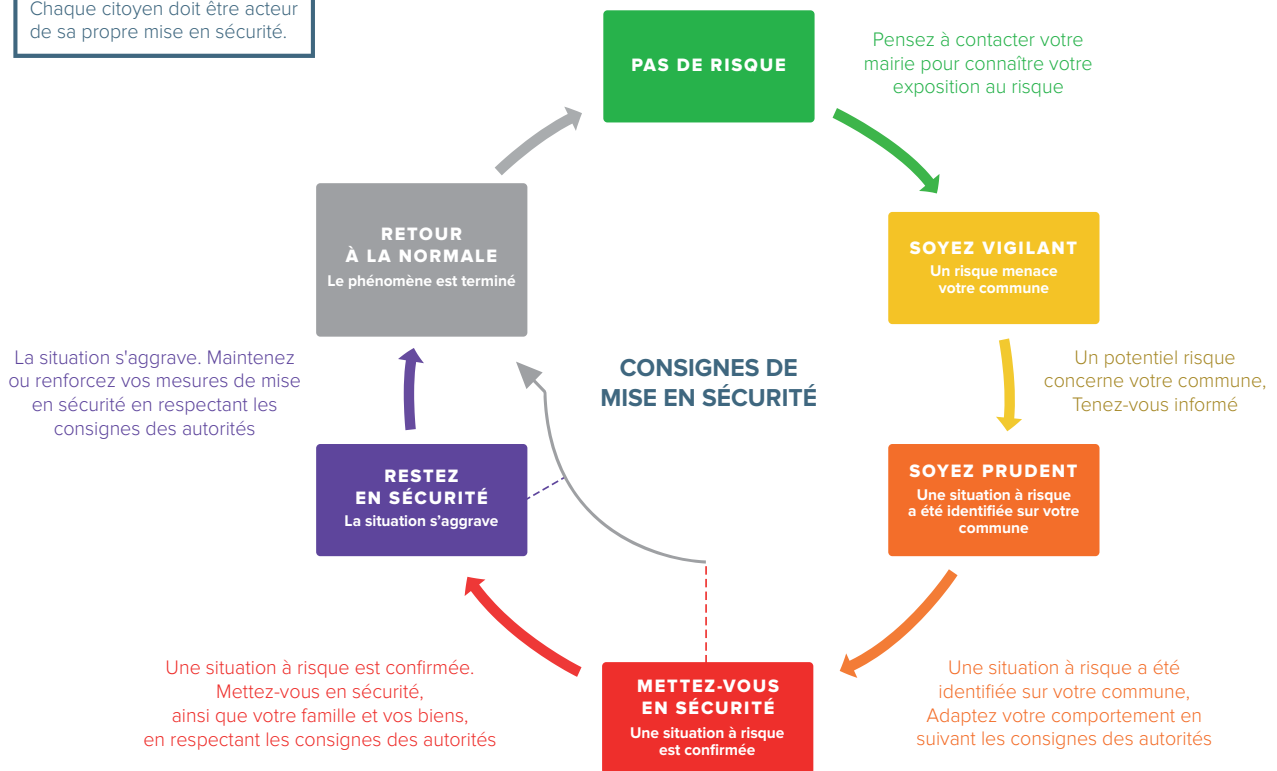 Chaque citoyen doit être acteur
de sa propre mise en sécurité.
PAS DE RISQUE
Pensez à contacter votre
mairie pour connaître votre
exposition au risque
SOYEZ VIGILANT
Un risque menace
votre commune
Un potentiel risque
concerne votre commune,
Tenez-vous informé
SOYEZ PRUDENT
Une situation à risque
a été identifiée sur votre
commune
Une situation à risque a été
identifiée sur votre commune,
Adaptez votre comportement en
suivant les consignes des autorités
METTEZ-VOUS
EN SÉCURITÉ
Une situation à risque
est confirmée
Une situation à risque est confirmée.
Mettez-vous en sécurité,
ainsi que votre famille et vos biens,
en respectant les consignes des autorités
RESTEZ
EN SÉCURITÉ
La situation s’aggrave
La situation s'aggrave. Maintenez
ou renforcez vos mesures de mise
en sécurité en respectant les
consignes des autorités
RETOUR
À LA NORMALE
Le phénomène est terminé
CONSIGNES DE
MISE EN SÉCURITÉ